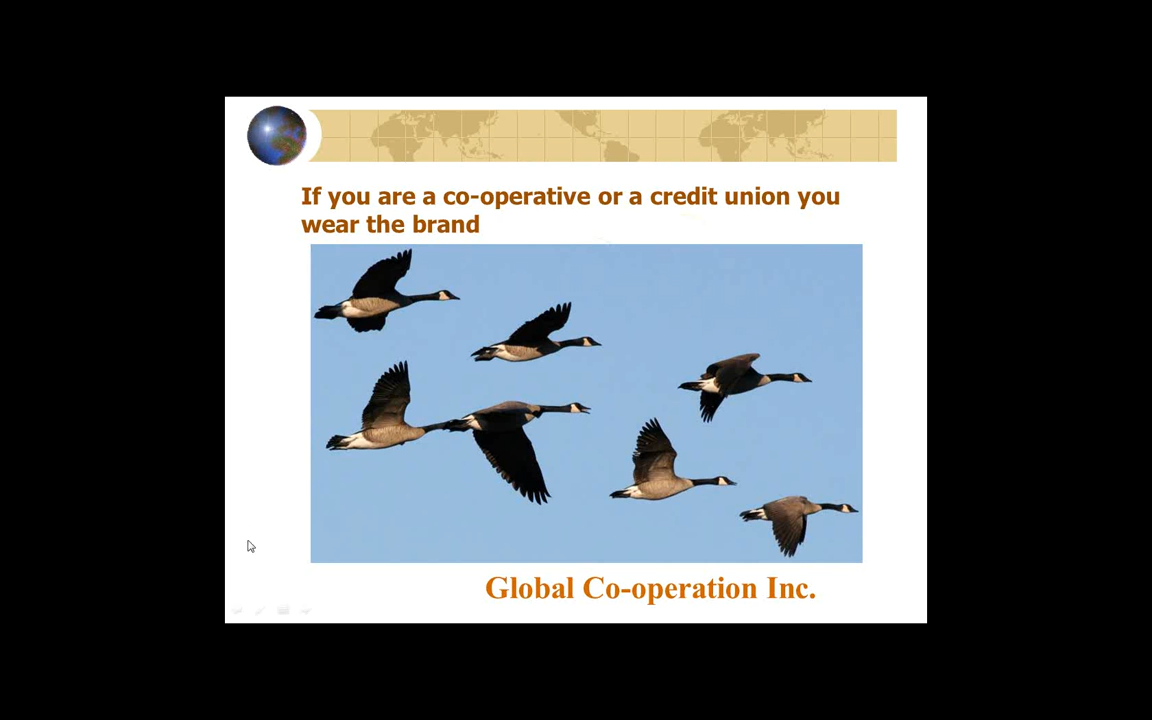 If you are a co-operative or a credit union you
wear the brand
Global Co-operation Inc.